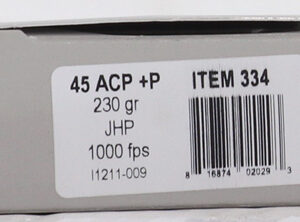 45 ACP +P ITEM 334
230 gr
JHP
1000 fps
I1211-009
8 16874 02029 3